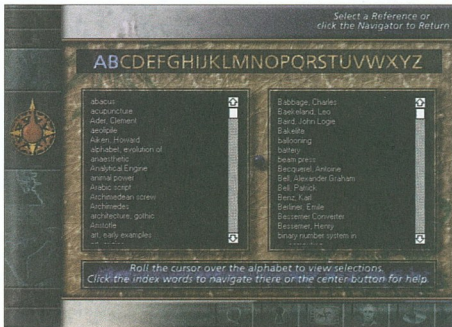 Select a Reference or
click the Navigator to Return
ABCDEFGHIJKLMNOPQRSTUVWXYZ
abacus
acupuncture
Ader, Clement
aeolipile
Aiken, Howard
alphabet, evolution of
anaesthetic
Analytical Engine
animal power
Arabic script
Archimedean screw
Archimedes
architecture, gothic
Aristotle
art, early examples
Babbage, Charles
Baekeland, Leo
Baird, John Logie
Bakelite
ballooning
battery
beam press
Becquerel, Antoine
Bell, Alexander Graham
Bell, Patrick
Benz, Karl
Berliner, Emile
Bessemer Converter
Bessemer, Henry
binary number system in
Roll the cursor over the alphabet to view selections.
Click the index words to navigate there or the center button for help.